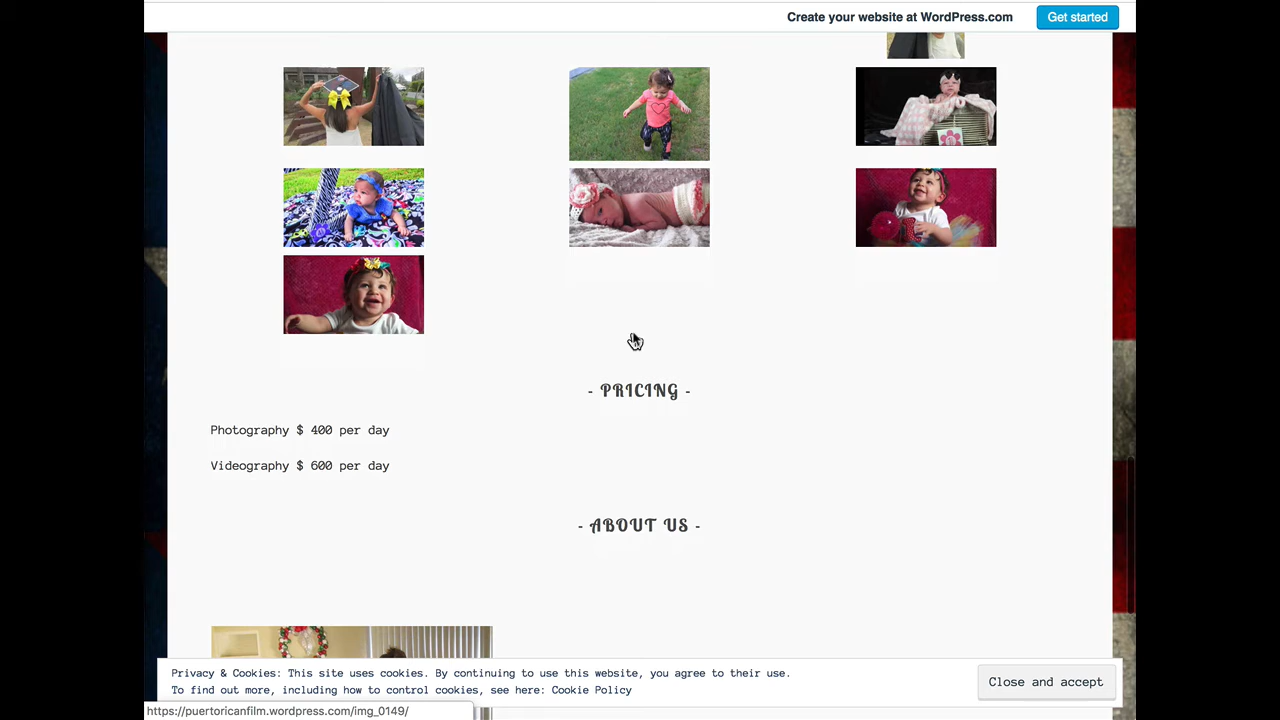 Create your website at WordPress.com
Get started
- PRICING -
Photography $ 400 per day
Videography $ 600 per day
- ABOUT US -
Privacy & Cookies: This site uses cookies. By continuing to use this website, you agree to their use.
To find out more, including how to control cookies, see here: Cookie Policy
Close and accept
https://puertoricanfilm.wordpress.com/img_0149/